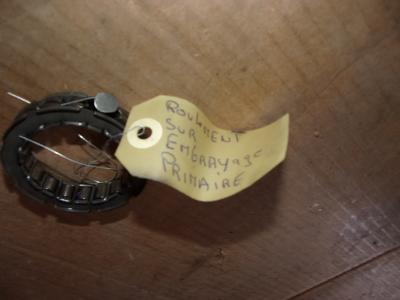 ROULEMENT
SUR
EMBRAYAGE
PRIMAIRE